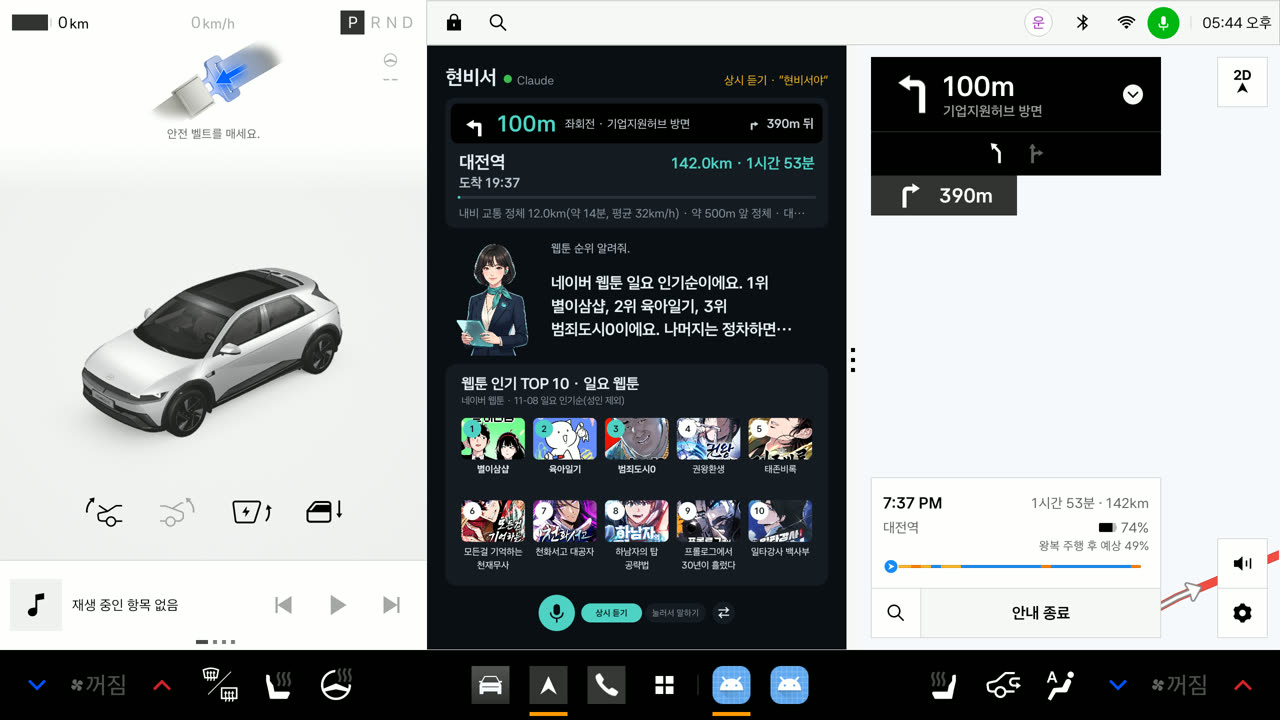 0 km
0 km/h
P R N D
안전 벨트를 매세요.
재생 중인 항목 없음
운
05:44 오후
현비서
Claude
상시 듣기 · "현비서야"
100m 좌회전 · 기업지원허브 방면
390m 뒤
대전역
142.0km · 1시간 53분
도착 19:37
내비 교통 정체 12.0km(약 14분, 평균 32km/h) · 약 500m 앞 정체 · 대…
웹툰 순위 알려줘.
네이버 웹툰 일요 인기순이에요. 1위
별이삼샵, 2위 육아일기, 3위
범죄도시0이에요. 나머지는 정차하면…
웹툰 인기 TOP 10 · 일요 웹툰
네이버 웹툰 · 11-08 일요 인기순(성인 제외)
1 2 3 4 5
권왕
별이삼샵 육아일기 범죄도시0 권왕환생 태존비록
6 7 8 9 10
하남자
모든걸 기억하는
천재무사
천화서고 대공자
하남자의 탑
공략법
프롤로그에서
30년이 흘렀다
일타강사 백사부
상시 듣기
눌러서 말하기
100m
기업지원허브 방면
390m
2D
7:37 PM
1시간 53분 · 142km
대전역
74%
왕복 주행 후 예상 49%
안내 종료
꺼짐
A
꺼짐